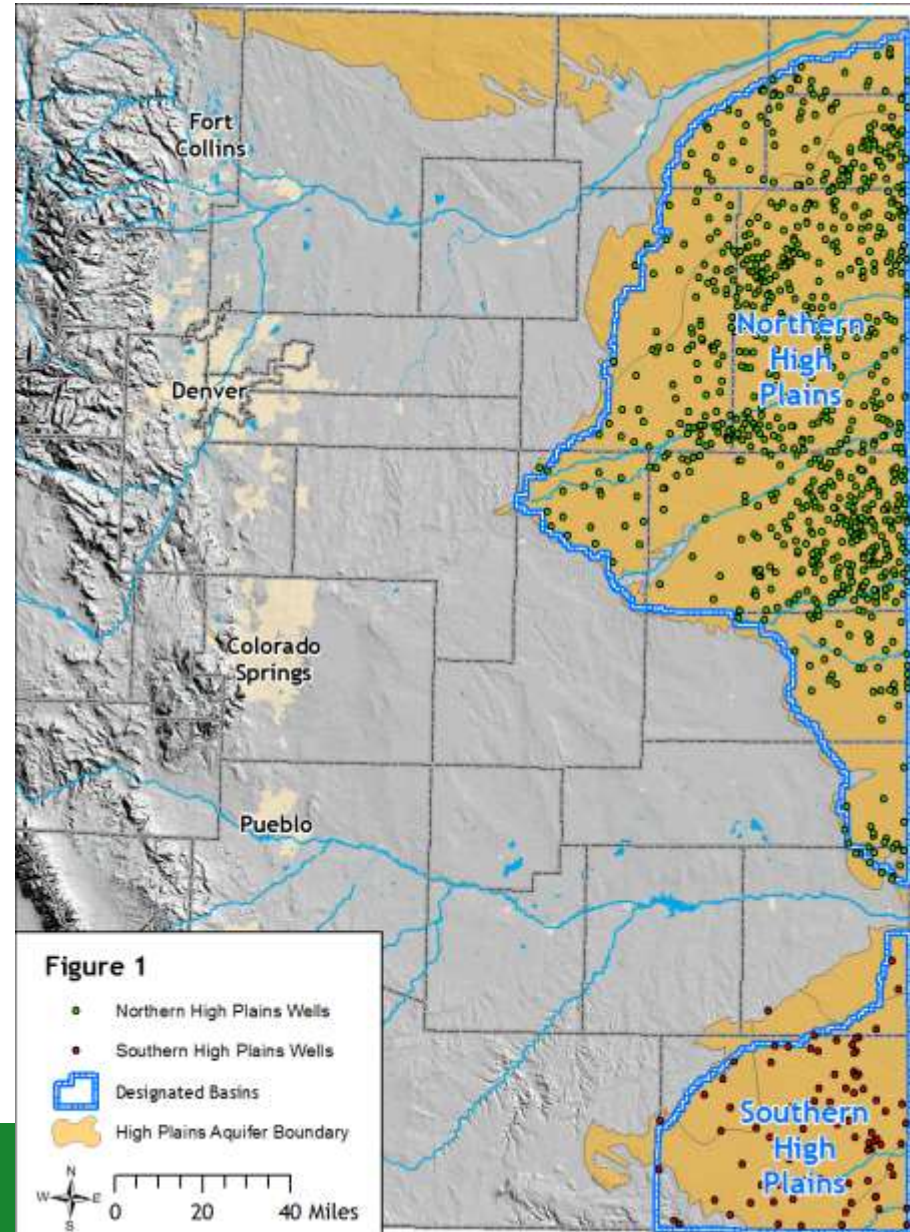 Fort
Collins
Northern
High
Plains
Denver
Colorado
Springs
Pueblo
Southern
High
Plains
Figure 1
Northern High Plains Wells
Southern High Plains Wells
Designated Basins
High Plains Aquifer Boundary
N
W E
S
0 20 40 Miles